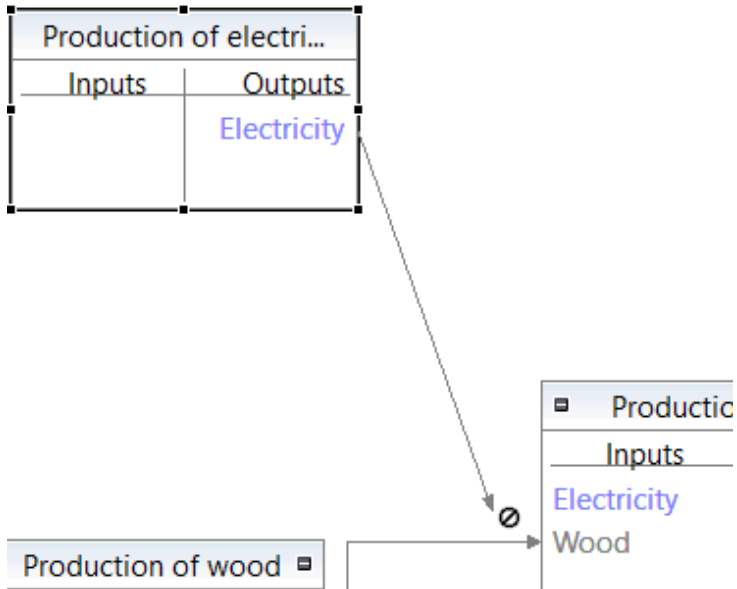 Production of electri...
Inputs Outputs
Electricity
Productio
Inputs
Electricity
Wood
Production of wood